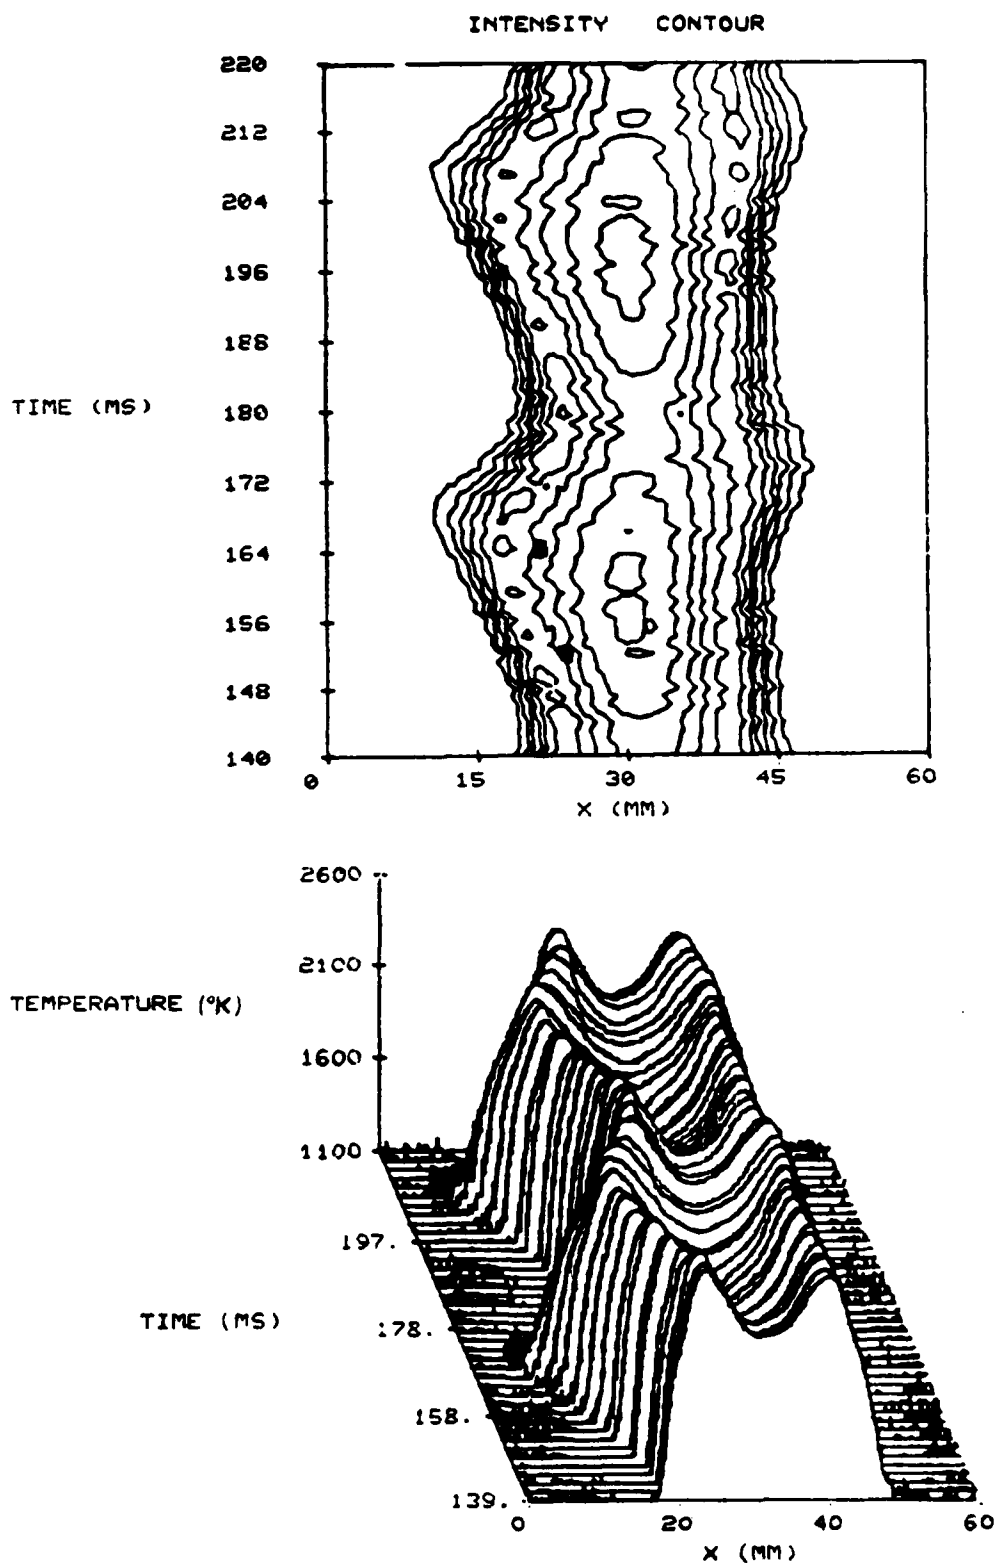 INTENSITY CONTOUR
220
212
204
196
188
TIME (MS)
180
172
164
156
148
140
0 15 30 45 60
X (MM)
2600
2100
TEMPERATURE (°K)
1600
1100
197.
TIME (MS)
178.
158.
139.
0 20 40 60
X (MM)